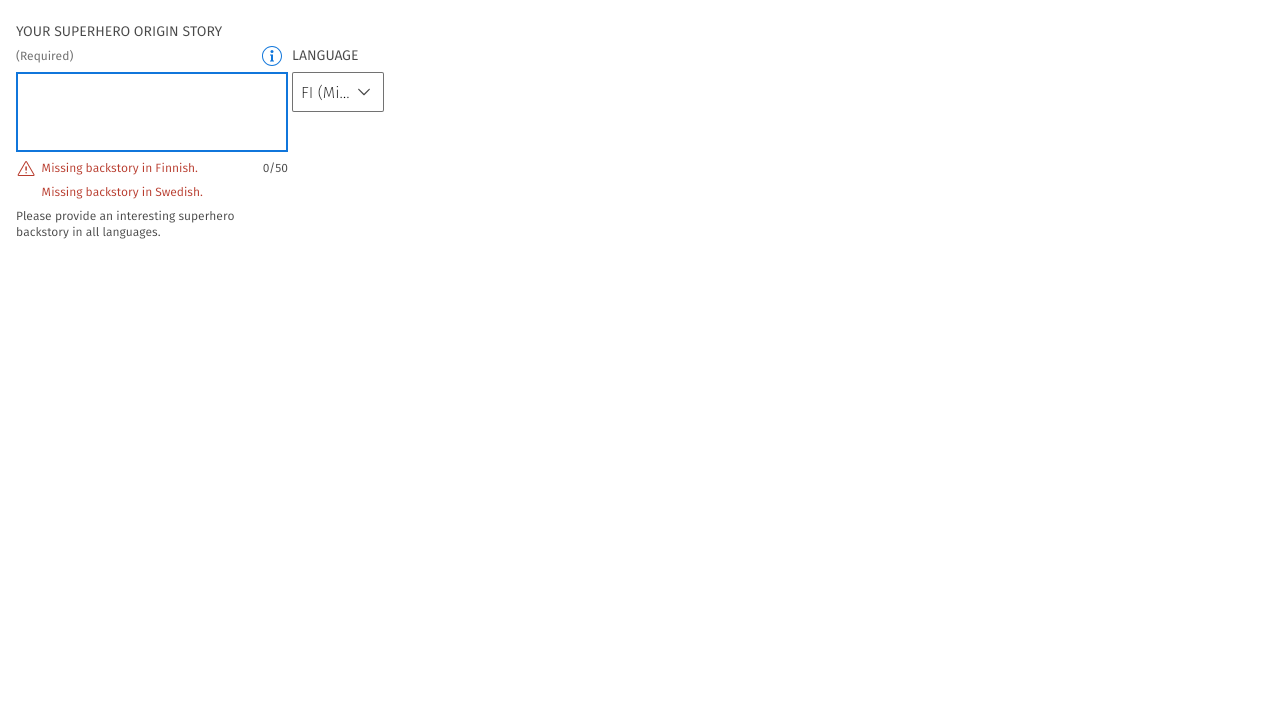 YOUR SUPERHERO ORIGIN STORY
(Required)
LANGUAGE
FI (Mi...
Missing backstory in Finnish.
0/50
Missing backstory in Swedish.
Please provide an interesting superhero
backstory in all languages.